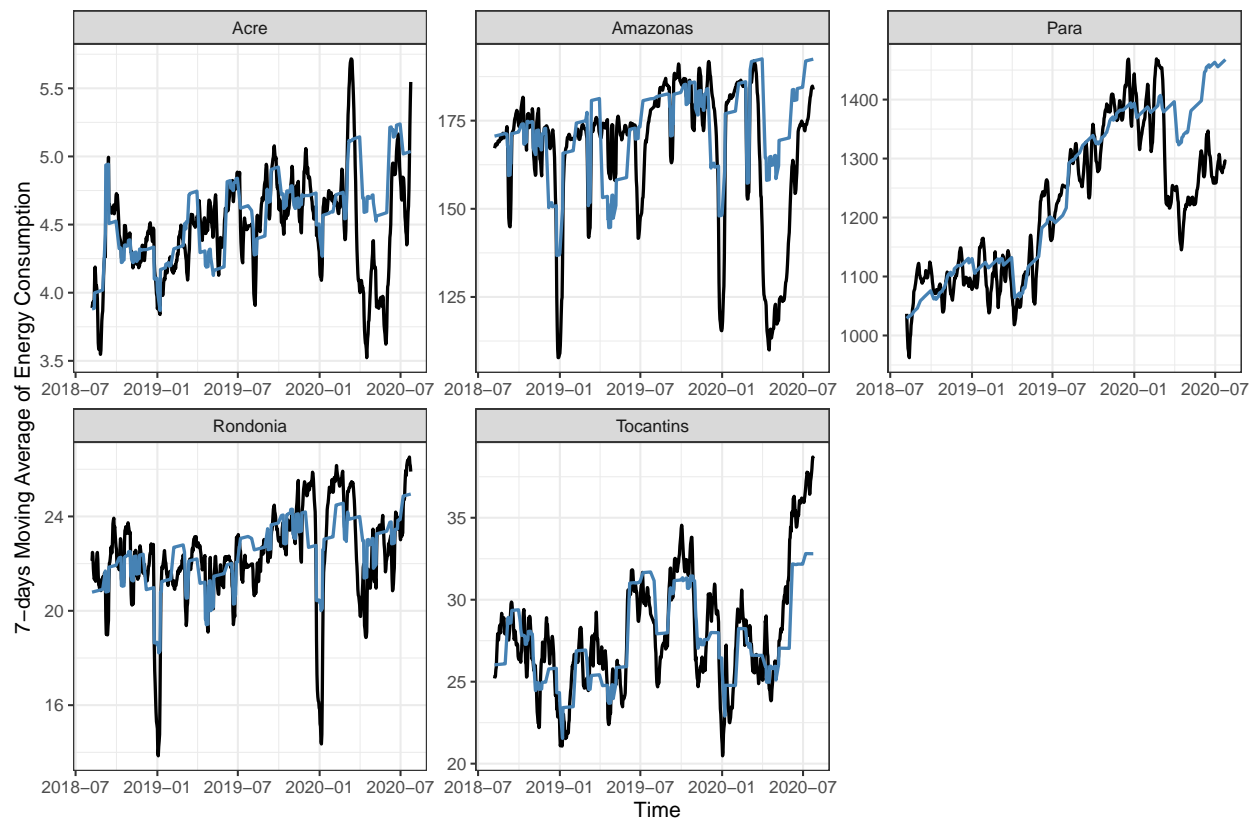 Acre
Amazonas
Para
5.5
5.0
4.5
4.0
3.5
175
150
125
1400
1300
1200
1100
1000
2018−07 2019−01 2019−07 2020−01 2020−07
2018−07 2019−01 2019−07 2020−01 2020−07
2018−07 2019−01 2019−07 2020−01 2020−07
7−days Moving Average of Energy Consumption
Rondonia
Tocantins
24
20
16
35
30
25
20
2018−07 2019−01 2019−07 2020−01 2020−07
2018−07 2019−01 2019−07 2020−01 2020−07
Time